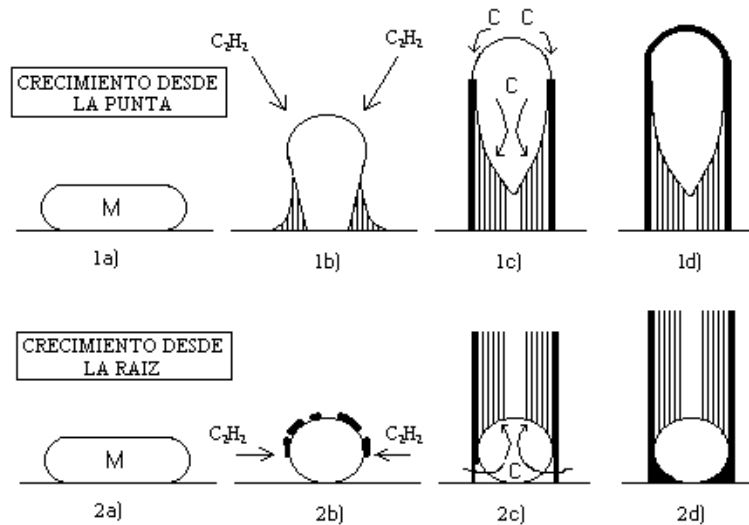 CRECIMIENTO DESDE
LA PUNTA
M
1a)
C₂H₂
C₂H₂
1b)
C C
C
1c)
1d)
CRECIMIENTO DESDE
LA RAIZ
M
2a)
C₂H₂
C₂H₂
2b)
C
2c)
2d)